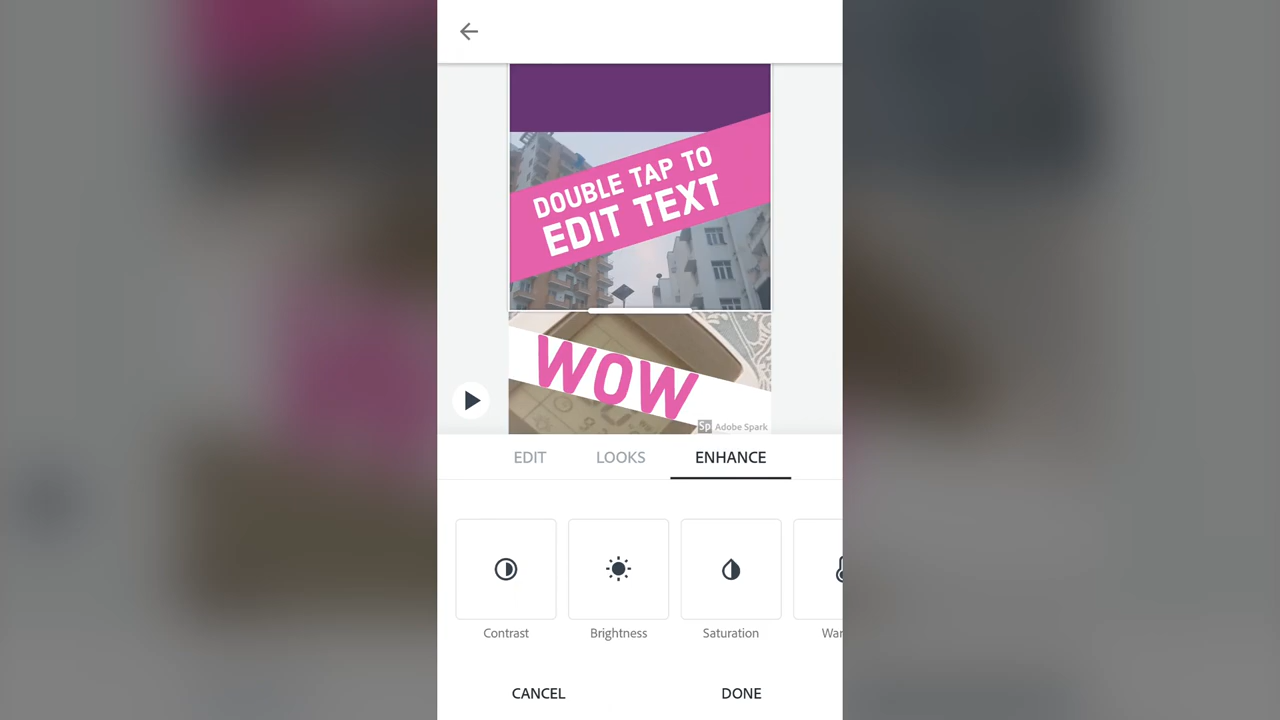 DOUBLE TAP TO
EDIT TEXT
WOW
Sp Adobe Spark
EDIT LOOKS ENHANCE
Contrast Brightness Saturation
CANCEL DONE